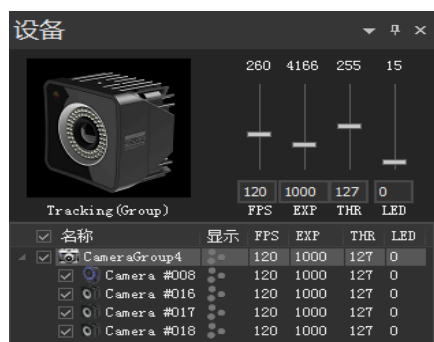 设备
260 4166 255 15
120 1000 127 0
Tracking(Group) FPS EXP THR LED
名称 显示 FPS EXP THR LED
CameraGroup4 120 1000 127 0
Camera #008 120 1000 127 0
Camera #016 120 1000 127 0
Camera #017 120 1000 127 0
Camera #018 120 1000 127 0